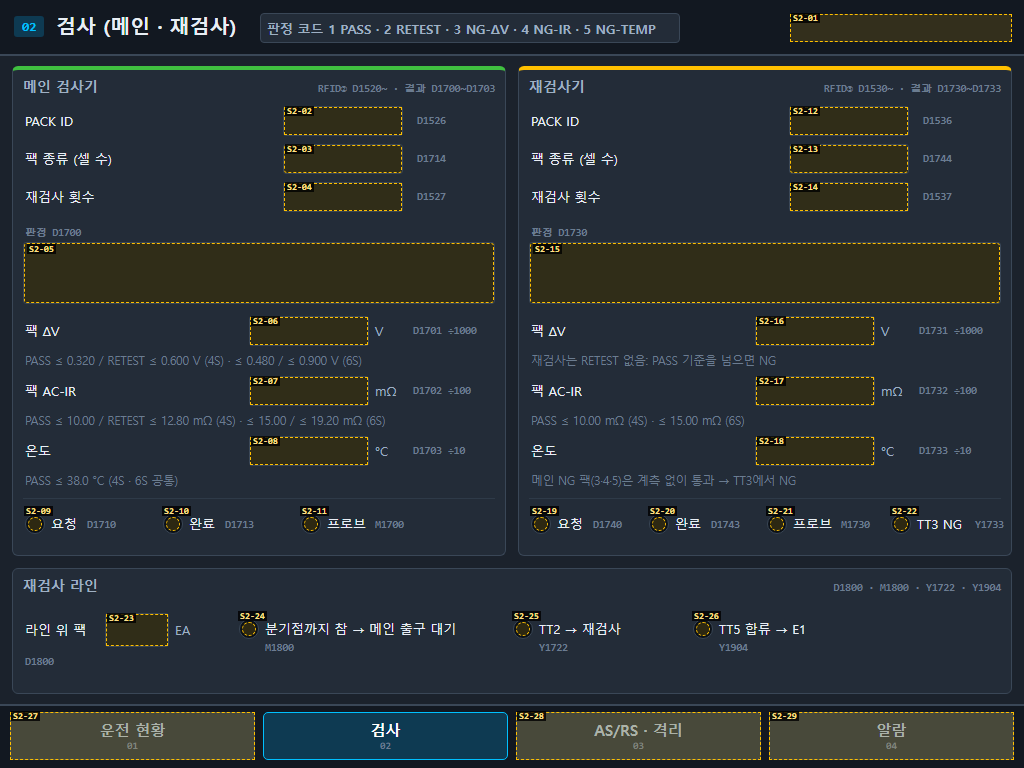 02 검사 (메인 · 재검사) 판정 코드 1 PASS · 2 RETEST · 3 NG-ΔV · 4 NG-IR · 5 NG-TEMP S2-01
메인 검사기 RFID② D1520~ · 결과 D1700~D1703
PACK ID S2-02 D1526
팩 종류 (셀 수) S2-03 D1714
재검사 횟수 S2-04 D1527
판정 D1700
S2-05
팩 ΔV S2-06 V D1701 ÷1000
PASS ≤ 0.320 / RETEST ≤ 0.600 V (4S) · ≤ 0.480 / ≤ 0.900 V (6S)
팩 AC-IR S2-07 mΩ D1702 ÷100
PASS ≤ 10.00 / RETEST ≤ 12.80 mΩ (4S) · ≤ 15.00 / ≤ 19.20 mΩ (6S)
온도 S2-08 °C D1703 ÷10
PASS ≤ 38.0 °C (4S · 6S 공통)
S2-09 요청 D1710 S2-10 완료 D1713 S2-11 프로브 M1700
재검사기 D1530~ · 결과 D1730~D1733
PACK ID S2-12 D1536
팩 종류 (셀 수) S2-13 D1744
재검사 횟수 S2-14 D1537
판정 D1730
S2-15
팩 ΔV S2-16 V D1731 ÷1000
재검사는 RETEST 없음: PASS 기준을 넘으면 NG
팩 AC-IR S2-17 mΩ D1732 ÷100
PASS ≤ 10.00 mΩ (4S) · ≤ 15.00 mΩ (6S)
온도 S2-18 °C D1733 ÷10
메인 NG 팩(3·4·5)은 계측 없이 통과 → TT3에서 NG
S2-19 요청 D1740 S2-20 완료 D1743 S2-21 프로브 M1730 S2-22 TT3 NG Y1733
재검사 라인 D1800 · M1800 · Y1722 · Y1904
라인 위 팩 S2-23 EA S2-24 분기점까지 참 → 메인 출구 대기 S2-25 TT2 → 재검사 S2-26 TT5 합류 → E1
M1800 Y1722 Y1904
D1800
S2-27 운전 현황 검사 S2-28 AS/RS · 격리 S2-29 알람
01 02 03 04